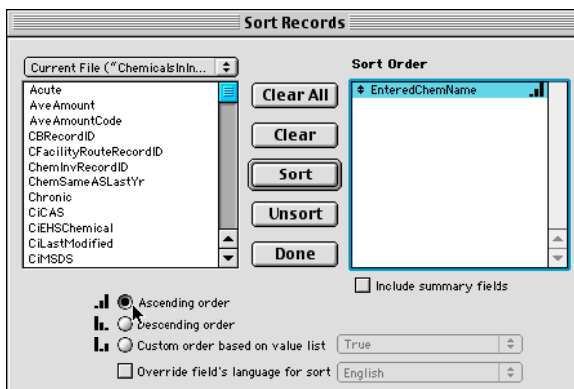 Sort Records
Current File ("ChemicalsInIn...
Sort Order
Acute
AveAmount
AveAmountCode
CBRecordID
CFacilityRouteRecordID
ChemInvRecordID
ChemSameASLastYr
Chronic
CiCAS
CiEHSChemical
CiLastModified
CiMSDS
Clear All
Clear
Sort
Unsort
Done
EnteredChemName
Include summary fields
Ascending order
Descending order
Custom order based on value list True
Override field's language for sort English